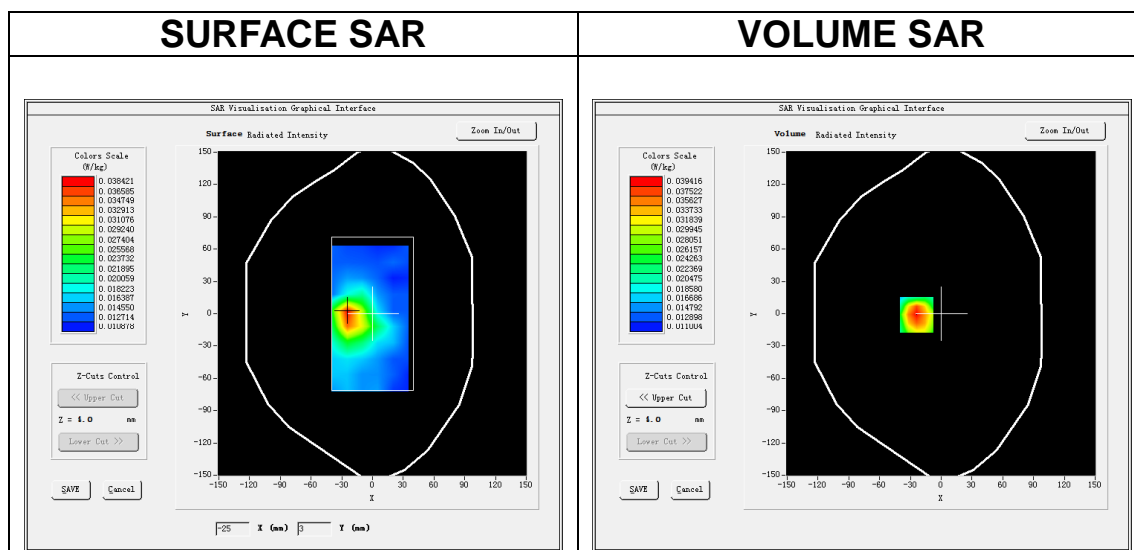 SURFACE SAR
VOLUME SAR
SAR Visualisation Graphical Interface
Surface Radiated Intensity
Zoom In/Out
Colors Scale
(W/kg)
0.038421
0.036585
0.034749
0.032913
0.031076
0.029240
0.027404
0.025568
0.023732
0.021895
0.020059
0.018223
0.016387
0.014550
0.012714
0.010878
Z-Cuts Control
<< Upper Cut
Z = 4.0 mm
Lower Cut >>
SAVE
Cancel
150
120
90
60
30
0
-30
-60
-90
-120
-150
Y
-150 -120 -90 -60 -30 0 30 60 90 120 150
X
-25 X (mm) 3 Y (mm)
SAR Visualisation Graphical Interface
Volume Radiated Intensity
Zoom In/Out
Colors Scale
(W/kg)
0.039416
0.037522
0.035627
0.033733
0.031839
0.029945
0.028051
0.026157
0.024263
0.022369
0.020475
0.018580
0.016686
0.014792
0.012898
0.011004
Z-Cuts Control
<< Upper Cut
Z = 4.0 mm
Lower Cut >>
SAVE
Cancel
150
120
90
60
30
0
-30
-60
-90
-120
-150
Y
-150 -120 -90 -60 -30 0 30 60 90 120 150
X